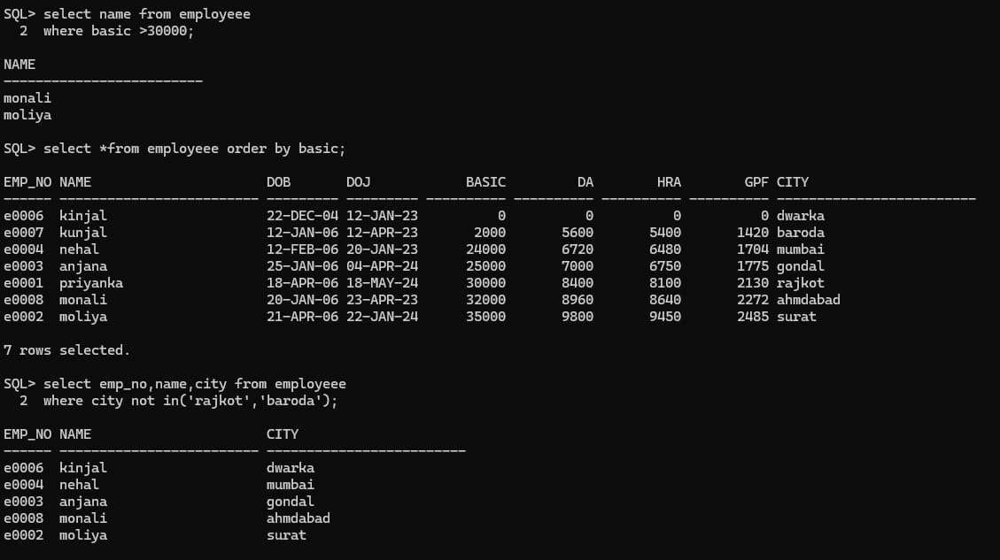 SQL> select name from employeee
  2  where basic >30000;
NAME
-------------------------
monali
moliya
SQL> select *from employeee order by basic;
EMP_NO NAME                      DOB       DOJ            BASIC         DA        HRA        GPF CITY
------ ------------------------- --------- --------- ---------- ---------- ---------- ---------- -------------------------
e0006  kinjal                    22-DEC-04 12-JAN-23          0          0          0          0 dwarka
e0007  kunjal                    12-JAN-06 12-APR-23       2000       5600       5400       1420 baroda
e0004  nehal                     12-FEB-06 20-JAN-23      24000       6720       6480       1704 mumbai
e0003  anjana                    25-JAN-06 04-APR-24      25000       7000       6750       1775 gondal
e0001  priyanka                  18-APR-06 18-MAY-24      30000       8400       8100       2130 rajkot
e0008  monali                    20-JAN-06 23-APR-23      32000       8960       8640       2272 ahmdabad
e0002  moliya                    21-APR-06 22-JAN-24      35000       9800       9450       2485 surat
7 rows selected.
SQL> select emp_no,name,city from employeee
  2  where city not in('rajkot','baroda');
EMP_NO NAME                      CITY
------ ------------------------- -------------------------
e0006  kinjal                    dwarka
e0004  nehal                     mumbai
e0003  anjana                    gondal
e0008  monali                    ahmdabad
e0002  moliya                    surat